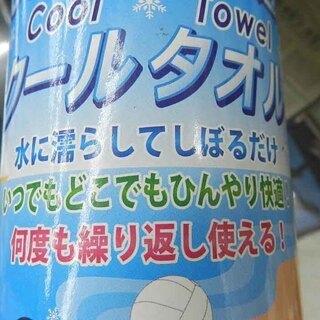 Cool Towel
クールタオル
水に濡らしてしぼるだけ
いつでもどこでもひんやり快適!
何度も繰り返し使える!